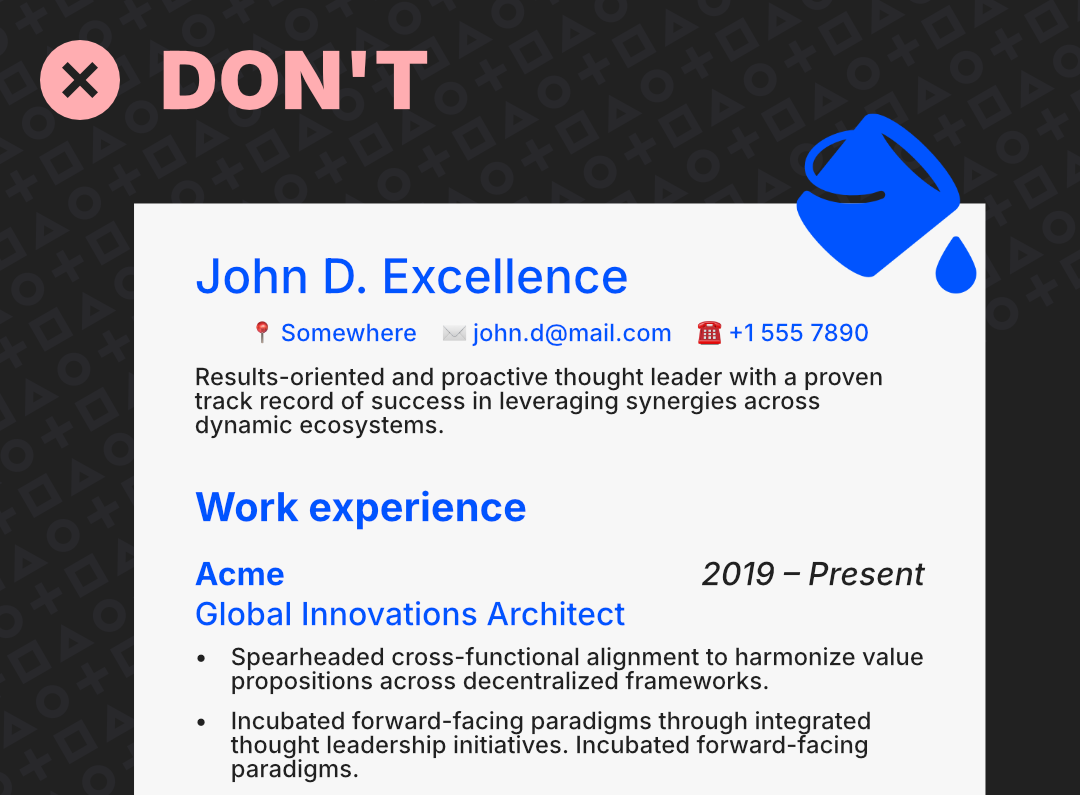 DON'T
John D. Excellence
Somewhere john.d@mail.com +1 555 7890
Results-oriented and proactive thought leader with a proven
track record of success in leveraging synergies across
dynamic ecosystems.
Work experience
Acme 2019 – Present
Global Innovations Architect
• Spearheaded cross-functional alignment to harmonize value
propositions across decentralized frameworks.
• Incubated forward-facing paradigms through integrated
thought leadership initiatives. Incubated forward-facing
paradigms.